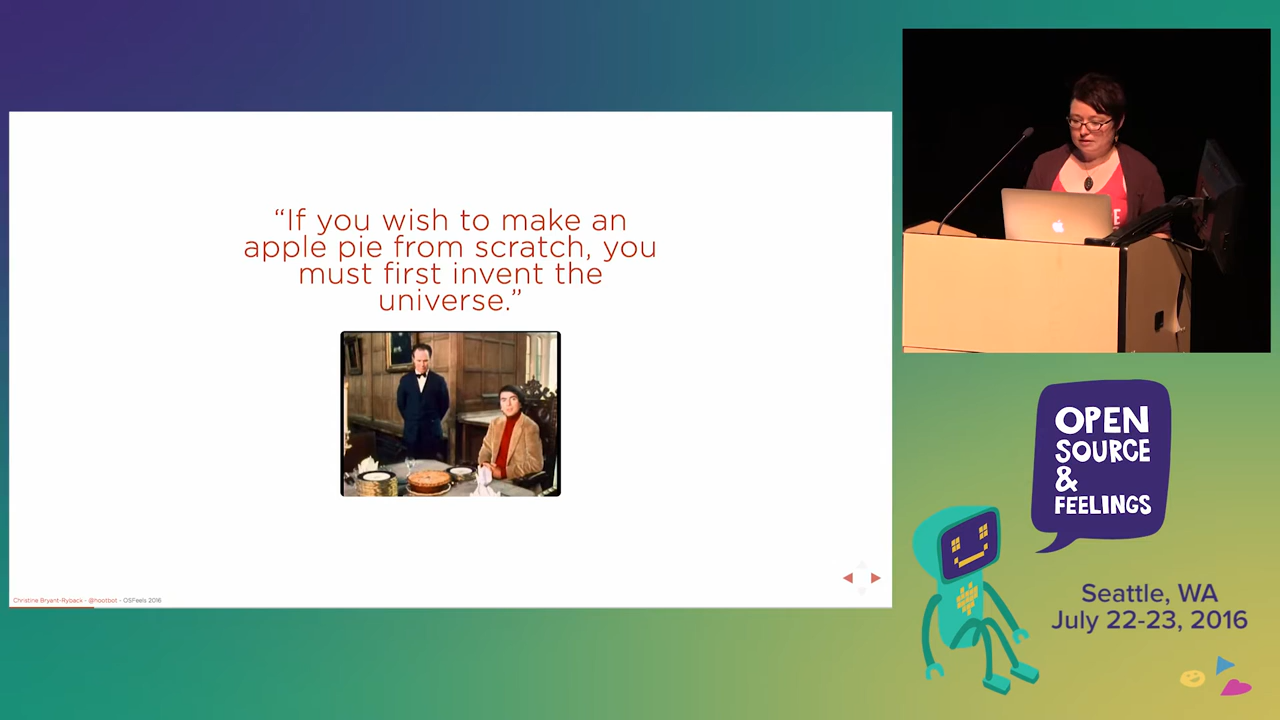 “If you wish to make an
apple pie from scratch, you
must first invent the
universe.”
Christine Bryant-Ryback - @hootbot - OSFeels 2016
OPEN
SOURCE
&
FEELINGS
Seattle, WA
July 22-23, 2016